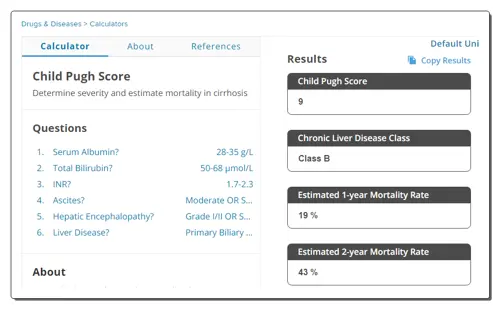 Drugs & Diseases > Calculators
Calculator About References
Child Pugh Score
Determine severity and estimate mortality in cirrhosis
Questions
1. Serum Albumin? 28-35 g/L
2. Total Bilirubin? 50-68 μmol/L
3. INR? 1.7-2.3
4. Ascites? Moderate OR S...
5. Hepatic Encephalopathy? Grade I/II OR S...
6. Liver Disease? Primary Biliary ...
About
Default Uni
Results
Copy Results
Child Pugh Score
9
Chronic Liver Disease Class
Class B
Estimated 1-year Mortality Rate
19 %
Estimated 2-year Mortality Rate
43 %